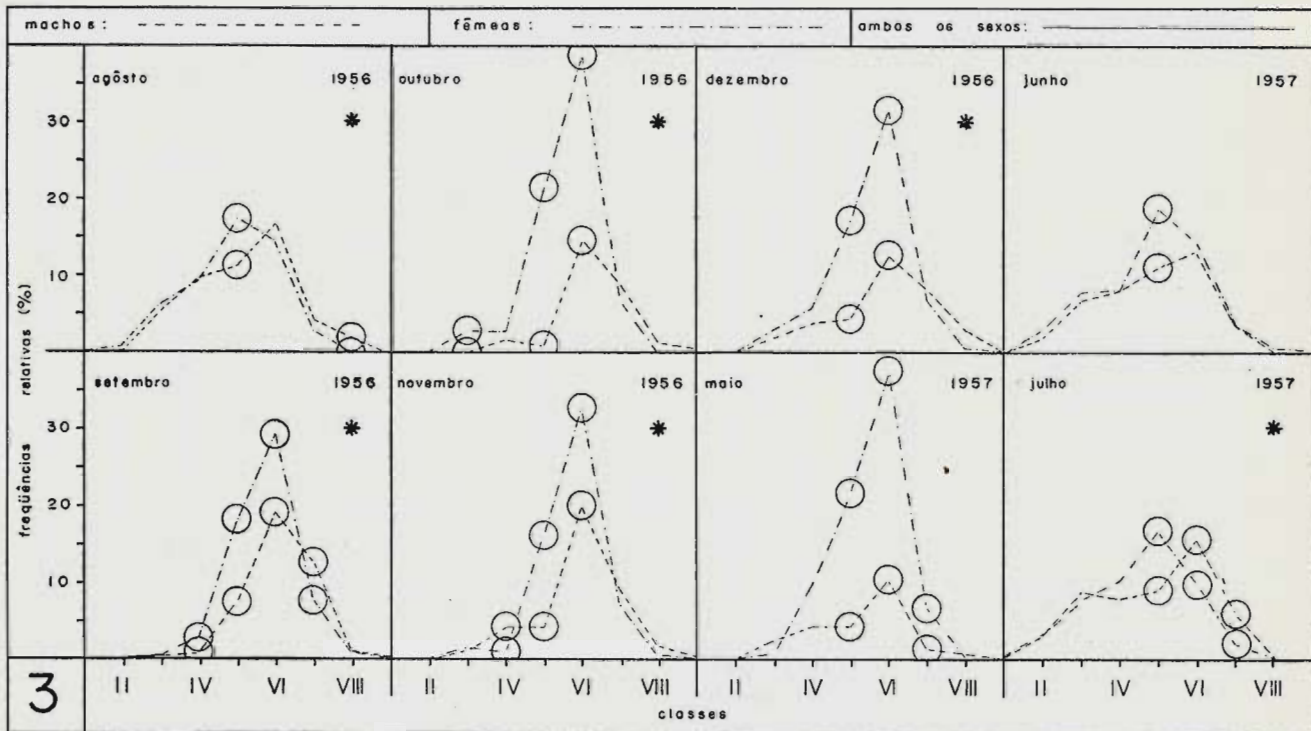 machos: fêmeas: ambos os sexos:
agôsto 1956
outubro 1956
dezembro 1956
junho 1957
*
*
*
30
20
10
setembro 1956
novembro 1956
maio 1957
julho 1957
*
*
*
30
20
10
freqüências relativas (%)
II IV VI VIII II IV VI VIII II IV VI VIII II IV VI VIII
classes
3